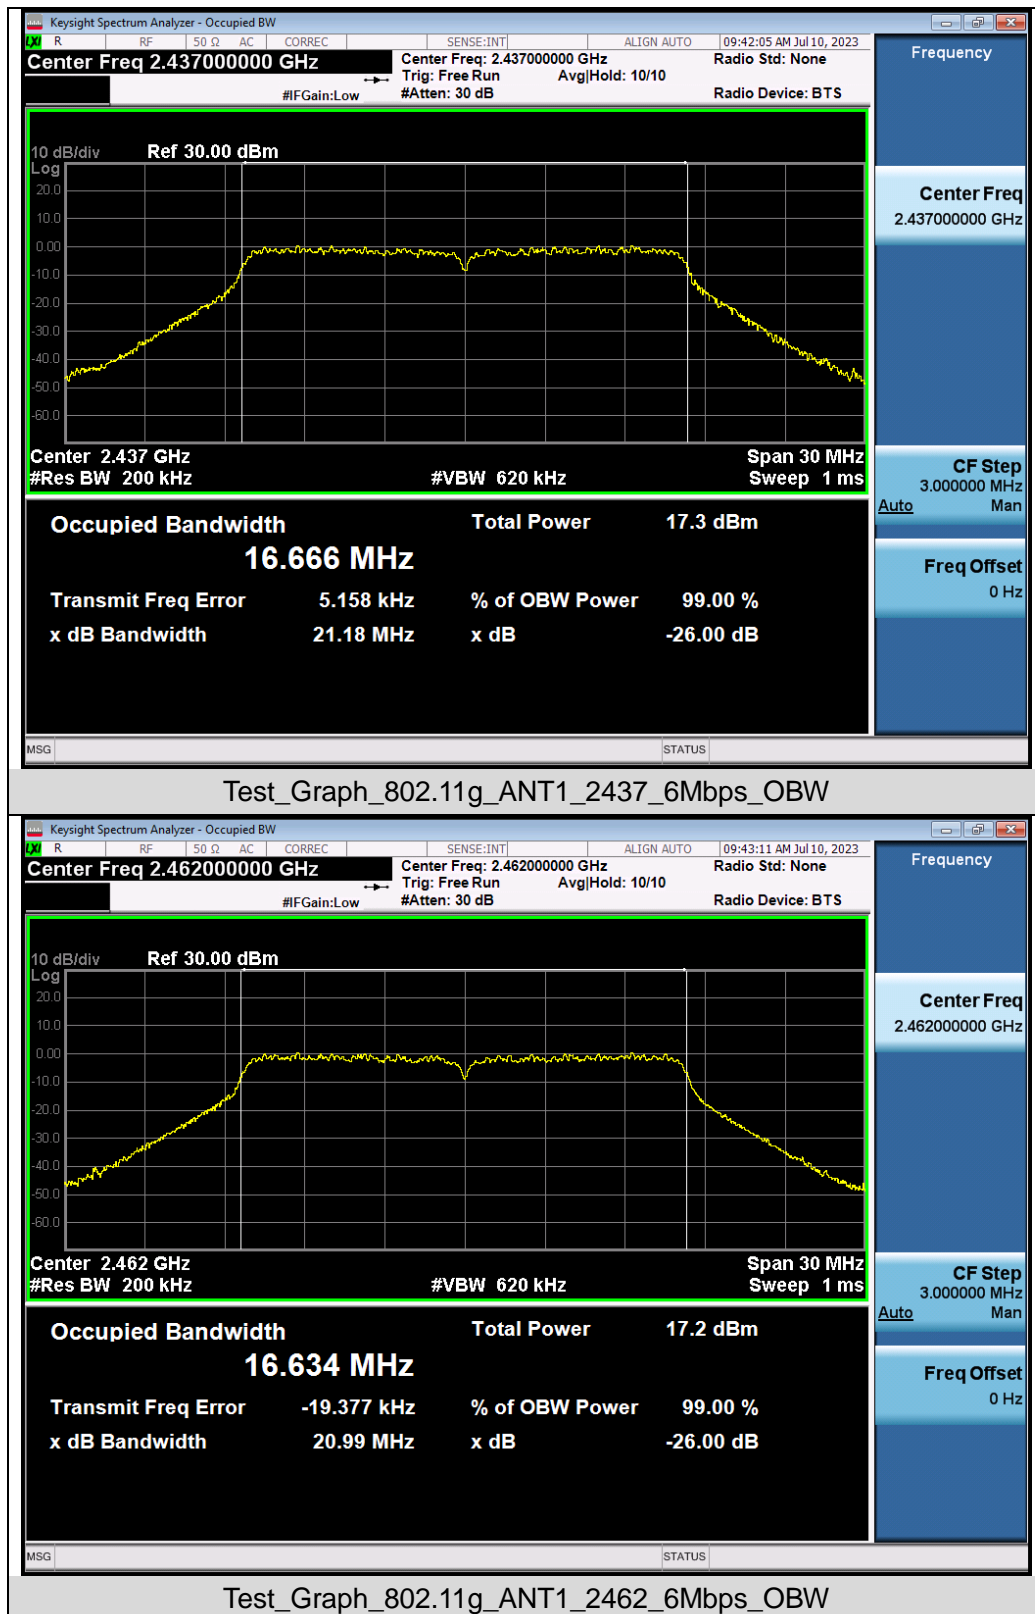 Keysight Spectrum Analyzer - Occupied BW
LXI R RF 50 Ω AC CORREC SENSE:INT ALIGN AUTO 09:42:05 AM Jul 10, 2023
Center Freq 2.437000000 GHz
Center Freq: 2.437000000 GHz
Radio Std: None
Trig: Free Run Avg|Hold: 10/10
#IFGain:Low
#Atten: 30 dB
Radio Device: BTS
Frequency
10 dB/div Ref 30.00 dBm
Log
20.0
10.0
0.00
-10.0
-20.0
-30.0
-40.0
-50.0
-60.0
Center Freq
2.437000000 GHz
Center 2.437 GHz Span 30 MHz
#Res BW 200 kHz #VBW 620 kHz Sweep 1 ms
CF Step
3.000000 MHz
Auto Man
Occupied Bandwidth Total Power 17.3 dBm
16.666 MHz
Freq Offset
0 Hz
Transmit Freq Error 5.158 kHz % of OBW Power 99.00 %
x dB Bandwidth 21.18 MHz x dB -26.00 dB
MSG STATUS
Test_Graph_802.11g_ANT1_2437_6Mbps_OBW
Keysight Spectrum Analyzer - Occupied BW
LXI R RF 50 Ω AC CORREC SENSE:INT ALIGN AUTO 09:43:11 AM Jul 10, 2023
Center Freq 2.462000000 GHz
Center Freq: 2.462000000 GHz
Radio Std: None
Trig: Free Run Avg|Hold: 10/10
#IFGain:Low
#Atten: 30 dB
Radio Device: BTS
Frequency
10 dB/div Ref 30.00 dBm
Log
20.0
10.0
0.00
-10.0
-20.0
-30.0
-40.0
-50.0
-60.0
Center Freq
2.462000000 GHz
Center 2.462 GHz Span 30 MHz
#Res BW 200 kHz #VBW 620 kHz Sweep 1 ms
CF Step
3.000000 MHz
Auto Man
Occupied Bandwidth Total Power 17.2 dBm
16.634 MHz
Freq Offset
0 Hz
Transmit Freq Error -19.377 kHz % of OBW Power 99.00 %
x dB Bandwidth 20.99 MHz x dB -26.00 dB
MSG STATUS
Test_Graph_802.11g_ANT1_2462_6Mbps_OBW